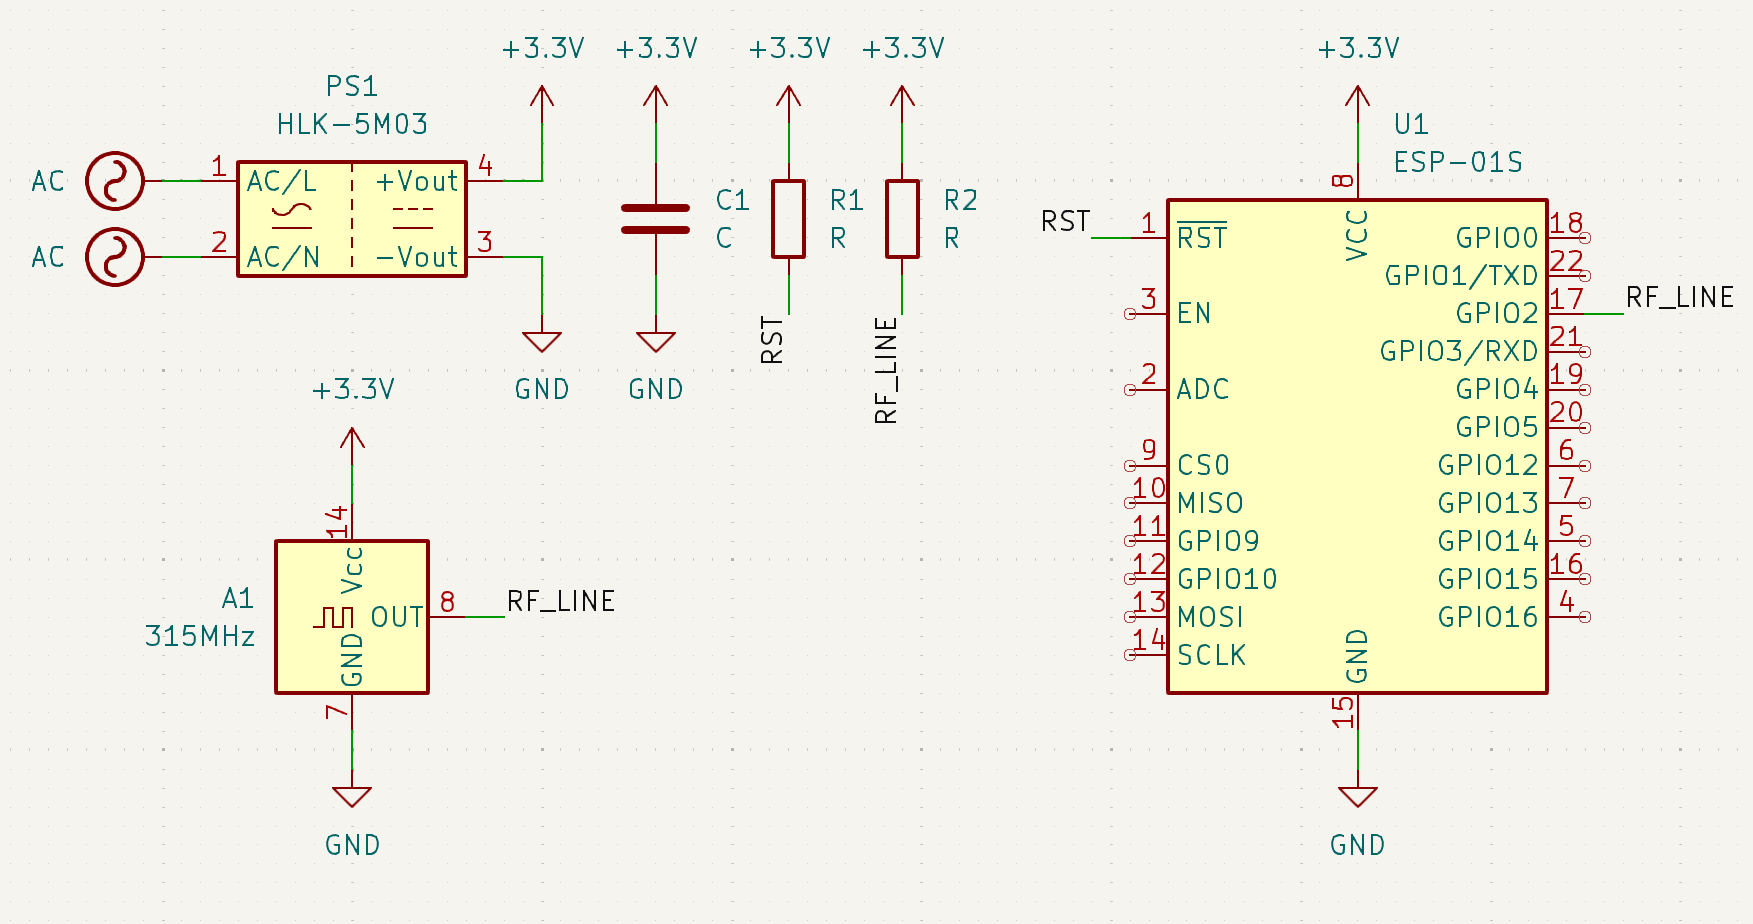 +3.3V
+3.3V
+3.3V
+3.3V
+3.3V
PS1
HLK-5M03
AC
1
AC/L
+Vout
4
AC
2
AC/N
-Vout
3
GND
C1
C
GND
R1
R
RST
R2
R
RF_LINE
+3.3V
14
Vcc
A1
315MHz
OUT
8
RF_LINE
GND
7
GND
U1
ESP-01S
8
VCC
RST
1
RST
3
EN
2
ADC
9
CS0
10
MISO
11
GPIO9
12
GPIO10
13
MOSI
14
SCLK
GPIO0
18
GPIO1/TXD
22
GPIO2
17
RF_LINE
GPIO3/RXD
21
GPIO4
19
GPIO5
20
GPIO12
6
GPIO13
7
GPIO14
5
GPIO15
16
GPIO16
4
GND
15
GND